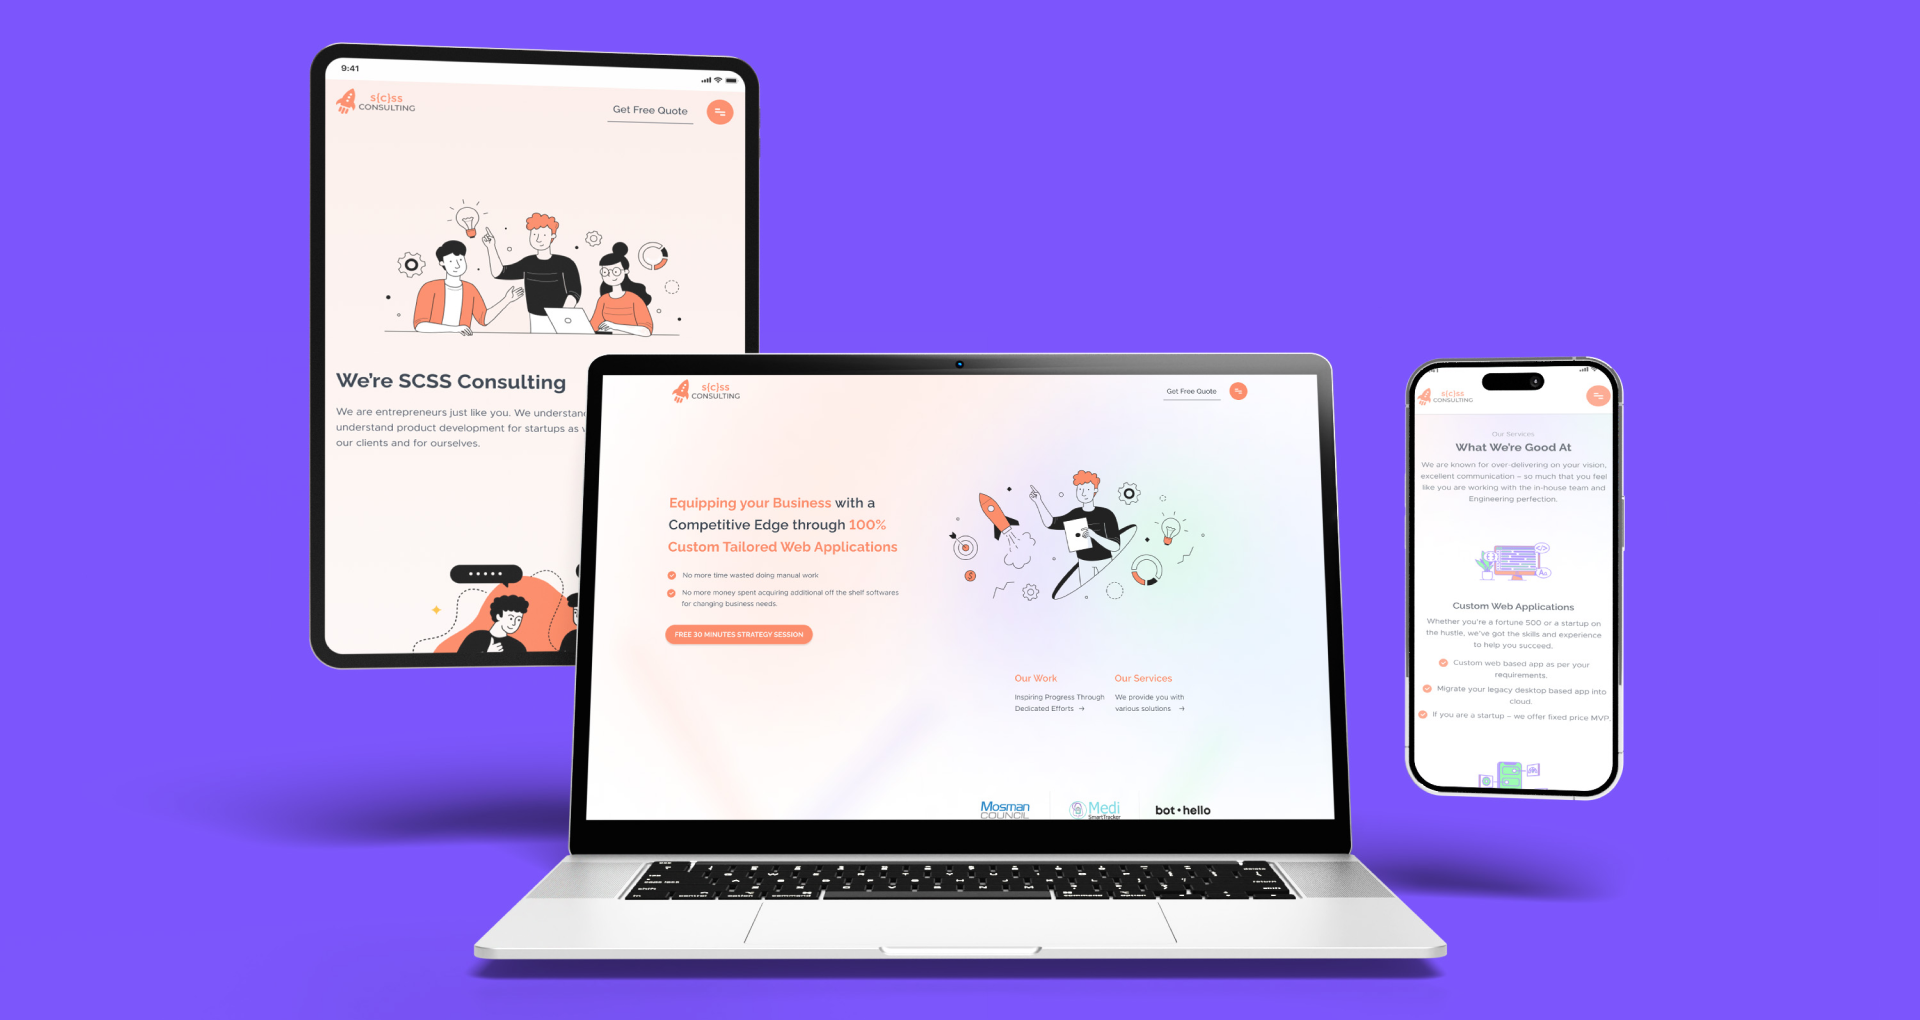 9:41
s{c}ss
CONSULTING
Get Free Quote
We're SCSS Consulting
We are entrepreneurs just like you. We understand
understand product development for startups as
our clients and for ourselves.
s{c}ss
CONSULTING
Get Free Quote
Equipping your Business with a
Competitive Edge through 100%
Custom Tailored Web Applications
No more time wasted doing manual work
No more money spent acquiring additional off the shelf softwares
for changing business needs.
FREE 30 MINUTES STRATEGY SESSION
Our Work
Inspiring Progress Through
Dedicated Efforts →
Our Services
We provide you with
various solutions →
Mosman
COUNCIL
Medi
SmartTracker
bot•hello
s{c}ss
CONSULTING
Our Services
What We're Good At
We are known for over-delivering on your vision,
excellent communication – so much that you feel
like you are working with the in-house team and
Engineering perfection.
Custom Web Applications
Whether you're a fortune 500 or a startup on
the hustle, we've got the skills and experience
to help you succeed.
Custom web based app as per your
requirements.
Migrate your legacy desktop based app into
cloud.
If you are a startup – we offer fixed price MVP.